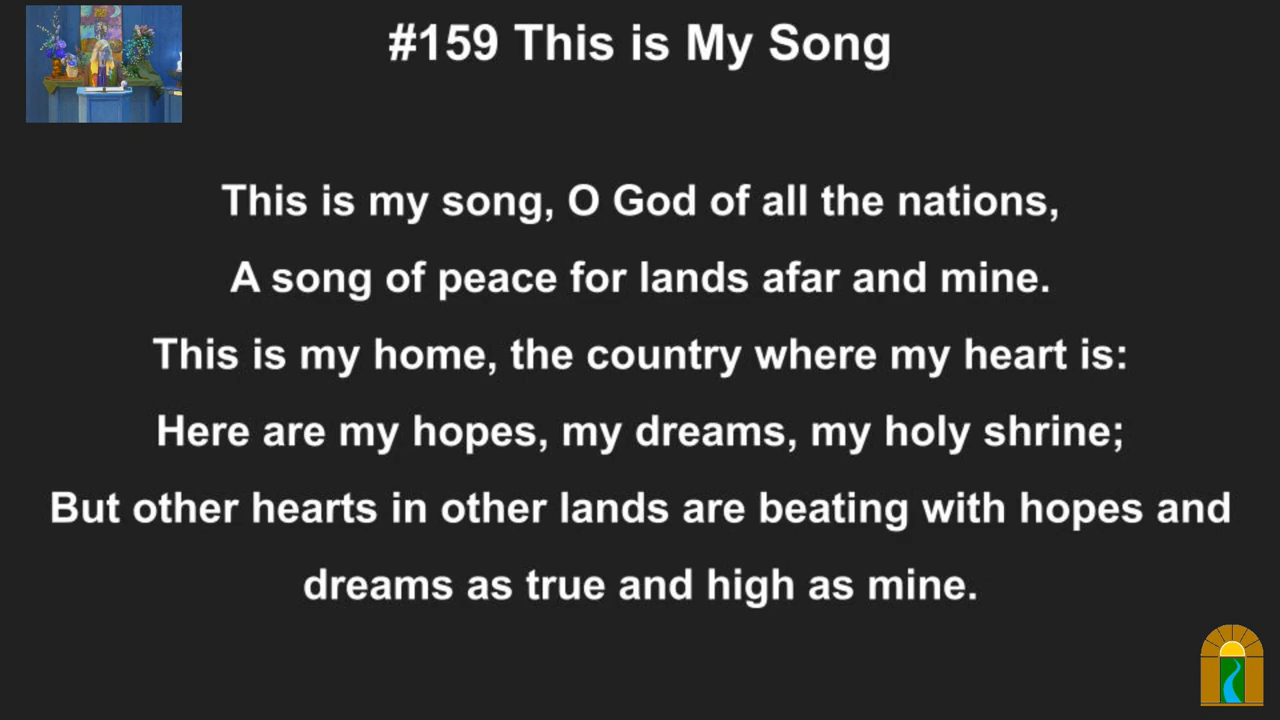 #159 This is My Song
This is my song, O God of all the nations,
A song of peace for lands afar and mine.
This is my home, the country where my heart is:
Here are my hopes, my dreams, my holy shrine;
But other hearts in other lands are beating with hopes and
dreams as true and high as mine.